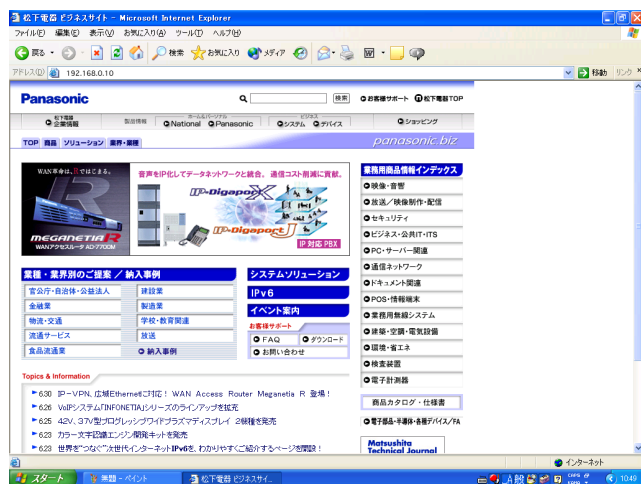 松下電器 ビジネスサイト - Microsoft Internet Explorer
ファイル(F) 編集(E) 表示(V) お気に入り(A) ツール(T) ヘルプ(H)
戻る 検索 お気に入り メディア
アドレス(D) 192.168.0.10 移動 リンク
Panasonic 検索 お客様サポート 松下電器TOP
松下電器 企業情報 製品情報 ホーム&パーソナル National Panasonic ビジネス システム デバイス ショッピング
TOP 商品 ソリューション 業界・業種 panasonic.biz
WAN革命は、Rではじまる。
MEGANETIA R
WANアクセスルータ AD-7700M
音声をIP化してデータネットワークと統合。通信コスト削減に貢献。
IP-Digaport X
IP-Digaport J
IP 対応 PBX
業種・業界別のご提案 / 納入事例
官公庁・自治体・公益法人 建設業
金融業 製造業
物流・交通 学校・教育関連
流通サービス 放送
食品流通業 納入事例
システムソリューション
IPv6
イベント案内
お客様サポート
FAQ ダウンロード
お問い合わせ
業務用商品情報インデックス
映像・音響
放送/映像制作・配信
セキュリティ
ビジネス・公共IT・ITS
PC・サーバー関連
通信ネットワーク
ドキュメント関連
POS・情報端末
業務用無線システム
建築・空調・電気設備
環境・省エネ
検査装置
電子計測器
商品カタログ・仕様書
電子部品・半導体・各種デバイス/FA
Matsushita
Technical Journal
Topics & Information
6.30 IP-VPN、広域Ethernetに対応! WAN Access Router Meganetia R 登場!
6.26 VoIPシステム「INFONETIA」シリーズのラインアップを拡充
6.25 42V、37V型プログレッシブワイドプラズマディスプレイ 2機種を発売
6.23 カラー文字認識エンジン開発キットを発売
6.23 世界を"つなぐ"次世代インターネットIPv6を、わかりやすくご紹介するページを開設!
インターネット
スタート 無題 - ペイント 松下電器 ビジネスサイ... A 般 CAPS KANA 10:49